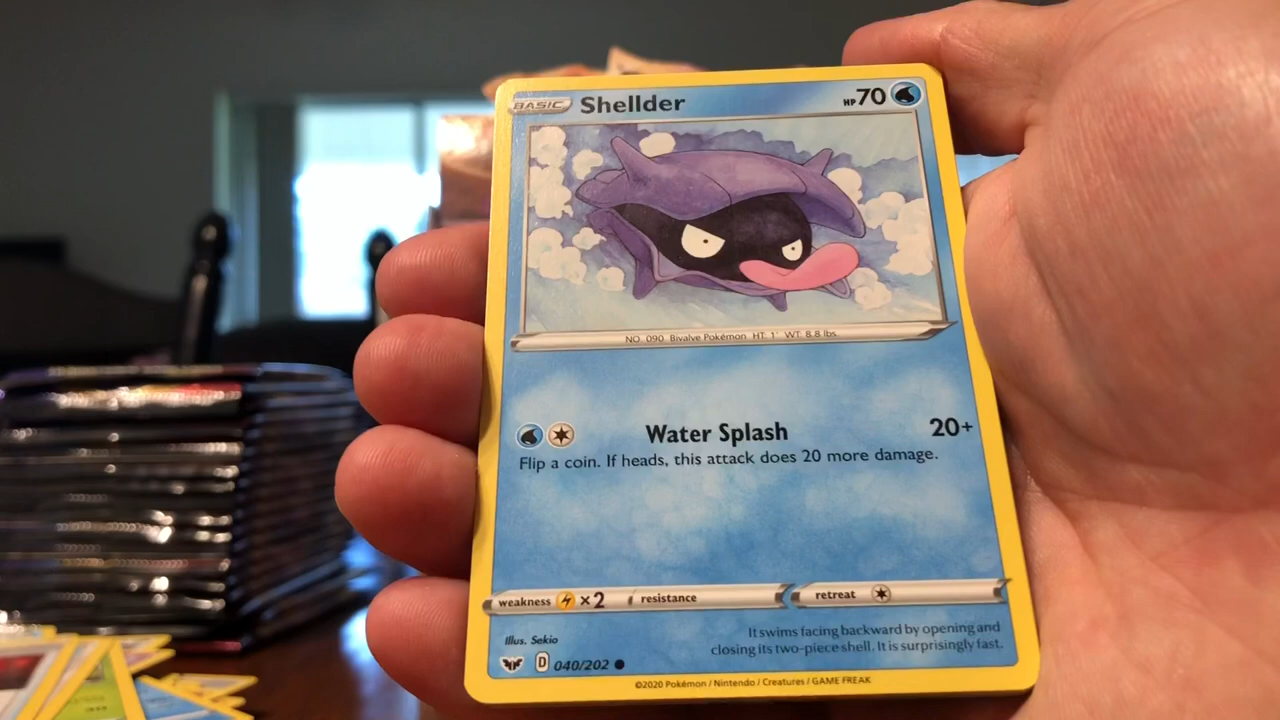 BASIC Shellder HP 70
NO. 090 Bivalve Pokémon HT: 1' WT: 8.8 lbs.
Water Splash 20+
Flip a coin. If heads, this attack does 20 more damage.
weakness ×2 resistance retreat
Illus. Sekio
It swims facing backward by opening and
closing its two-piece shell. It is surprisingly fast.
D 040/202
©2020 Pokémon / Nintendo / Creatures / GAME FREAK